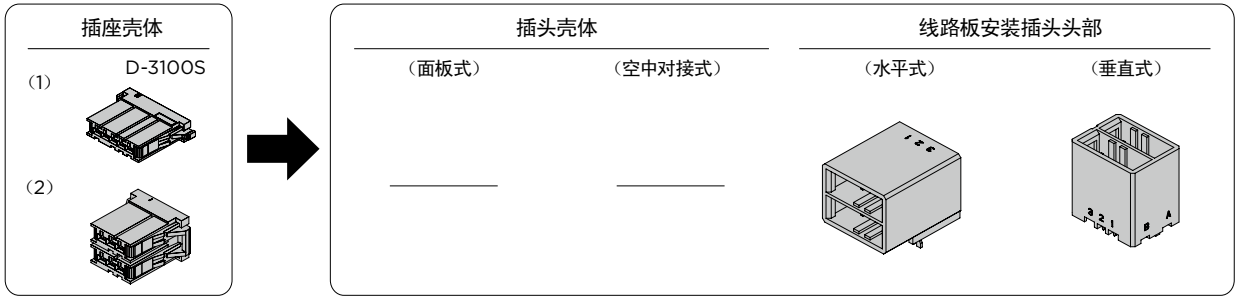 插座壳体
D-3100S
（1）
（2）
插头壳体
（面板式）
（空中对接式）
线路板安装插头头部
（水平式）
（垂直式）
1 2 3
3 2 1
B
A